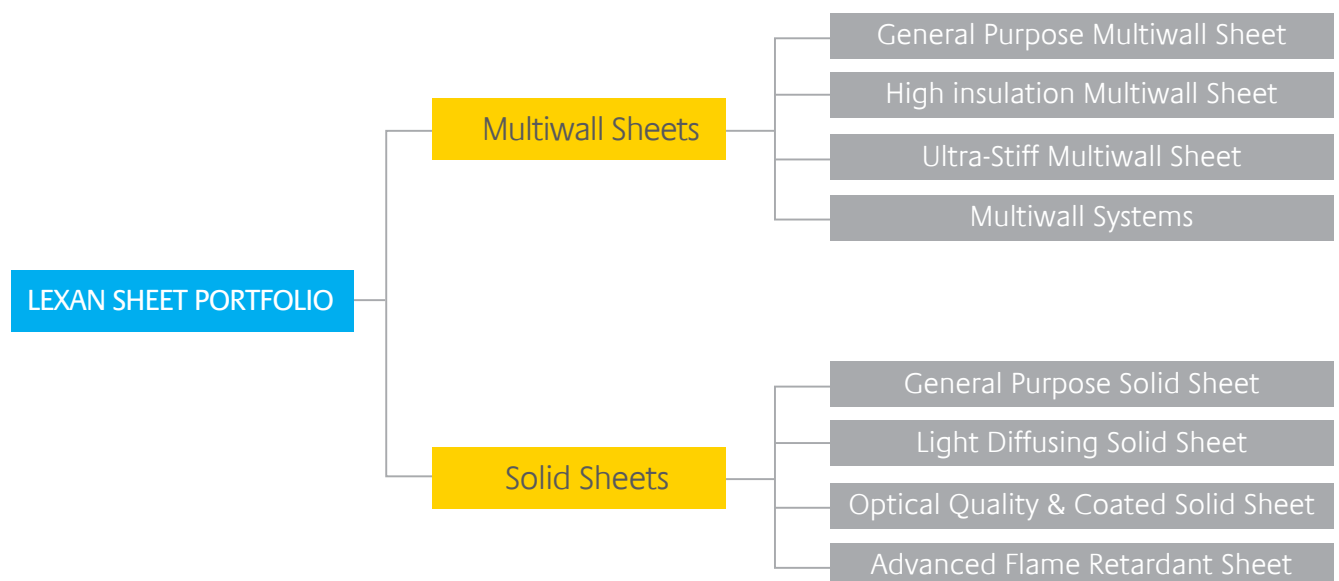 LEXAN SHEET PORTFOLIO
Multiwall Sheets
General Purpose Multiwall Sheet
High insulation Multiwall Sheet
Ultra-Stiff Multiwall Sheet
Multiwall Systems
Solid Sheets
General Purpose Solid Sheet
Light Diffusing Solid Sheet
Optical Quality & Coated Solid Sheet
Advanced Flame Retardant Sheet